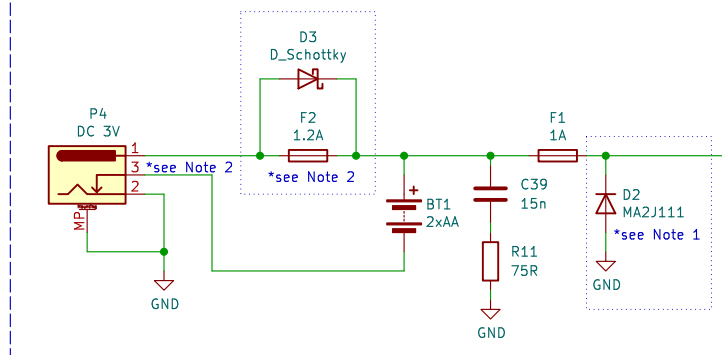 D3
D_Schottky
P4
DC 3V
F2
1.2A
F1
1A
1
*see Note 2
3
*see Note 2
2
MP
BT1
2xAA
+
C39
15n
D2
MA2J111
*see Note 1
R11
75R
GND
GND
GND